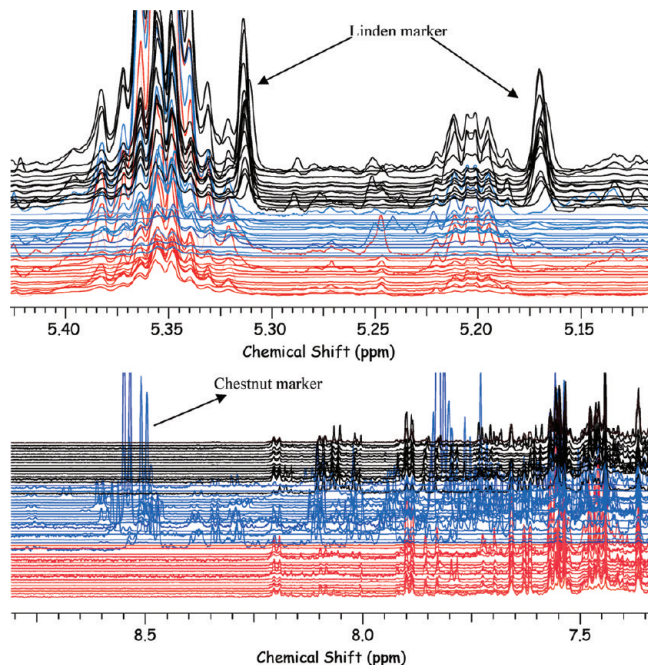 Linden marker
5.40 5.35 5.30 5.25 5.20 5.15
Chemical Shift (ppm)
Chestnut marker
8.5 8.0 7.5
Chemical Shift (ppm)